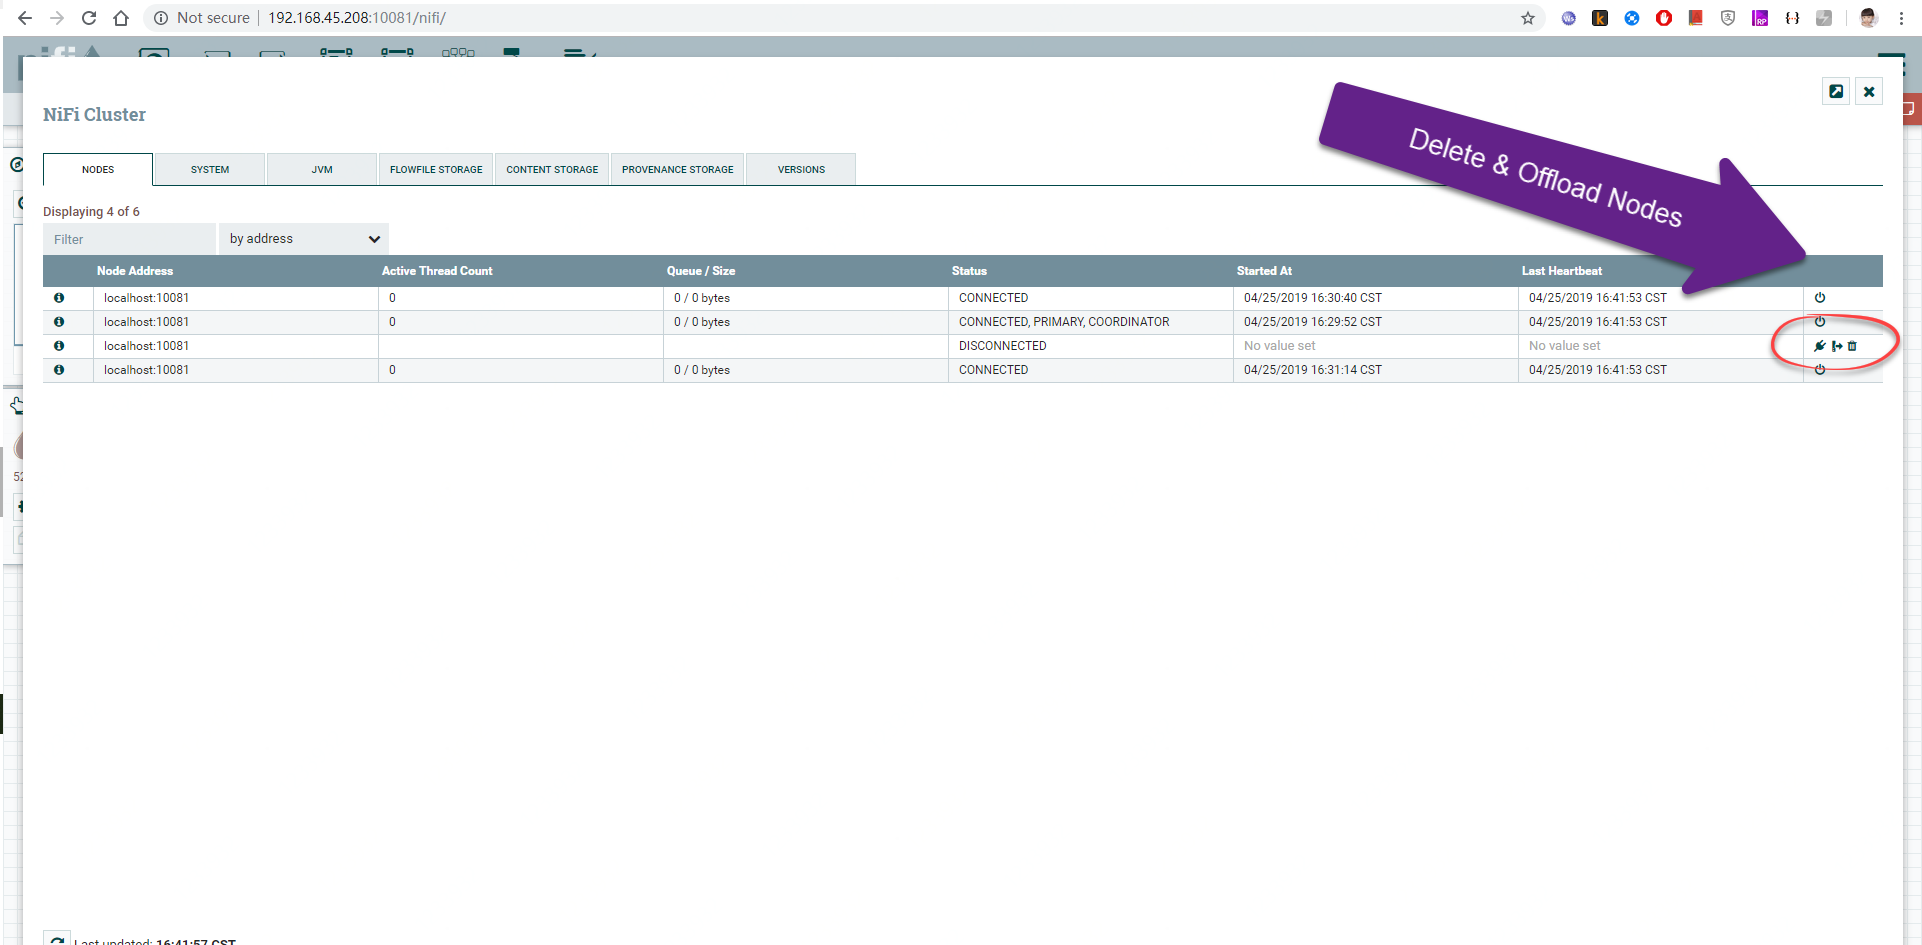 Not secure | 192.168.45.208:10081/nifi/
NiFi Cluster
Delete & Offload Nodes
NODES SYSTEM JVM FLOWFILE STORAGE CONTENT STORAGE PROVENANCE STORAGE VERSIONS
Displaying 4 of 6
Filter by address
Node Address Active Thread Count Queue / Size Status Started At Last Heartbeat
localhost:10081 0 0 / 0 bytes CONNECTED 04/25/2019 16:30:40 CST 04/25/2019 16:41:53 CST
localhost:10081 0 0 / 0 bytes CONNECTED, PRIMARY, COORDINATOR 04/25/2019 16:29:52 CST 04/25/2019 16:41:53 CST
localhost:10081 DISCONNECTED No value set No value set
localhost:10081 0 0 / 0 bytes CONNECTED 04/25/2019 16:31:14 CST 04/25/2019 16:41:53 CST
Last updated: 16:41:57 CST